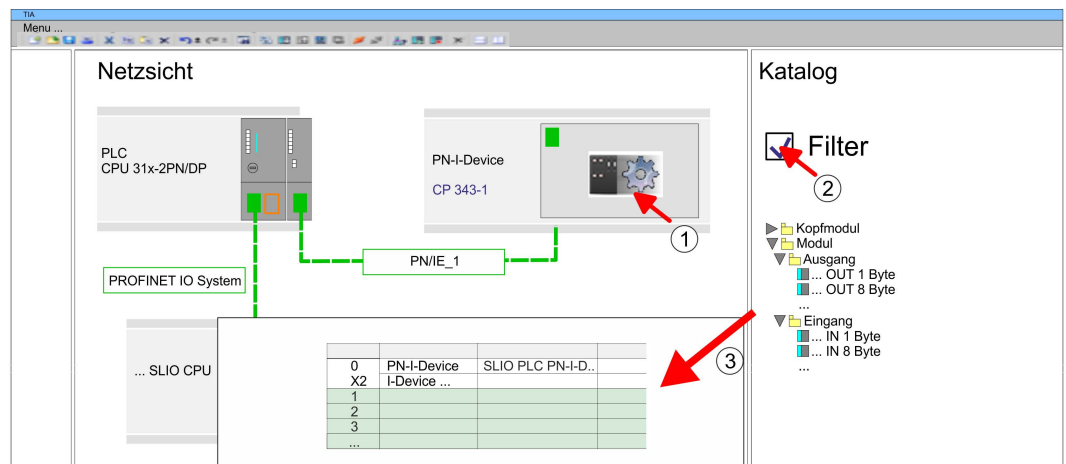 TIA
Menu ...
Netzsicht
PLC
CPU 31x-2PN/DP
PN-I-Device
CP 343-1
1
PN/IE_1
PROFINET IO System
... SLIO CPU
0 PN-I-Device SLIO PLC PN-I-D..
X2 I-Device ...
1
2
3
...
3
Katalog
Filter
2
Kopfmodul
Modul
Ausgang
... OUT 1 Byte
... OUT 8 Byte
...
Eingang
... IN 1 Byte
... IN 8 Byte
...